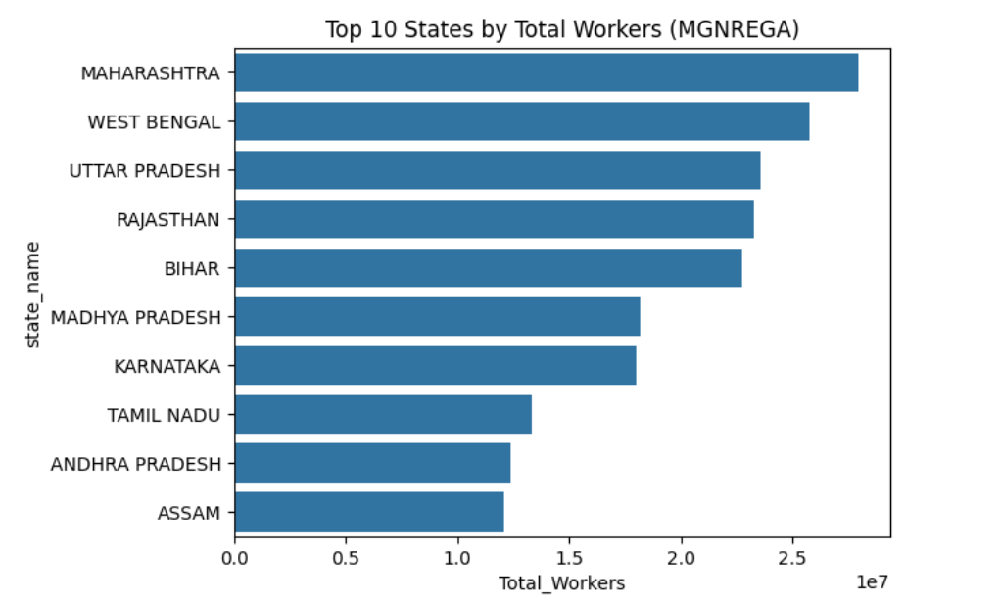 Top 10 States by Total Workers (MGNREGA)
MAHARASHTRA
WEST BENGAL
UTTAR PRADESH
RAJASTHAN
BIHAR
MADHYA PRADESH
KARNATAKA
TAMIL NADU
ANDHRA PRADESH
ASSAM
state_name
0.0 0.5 1.0 1.5 2.0 2.5
Total_Workers
1e7